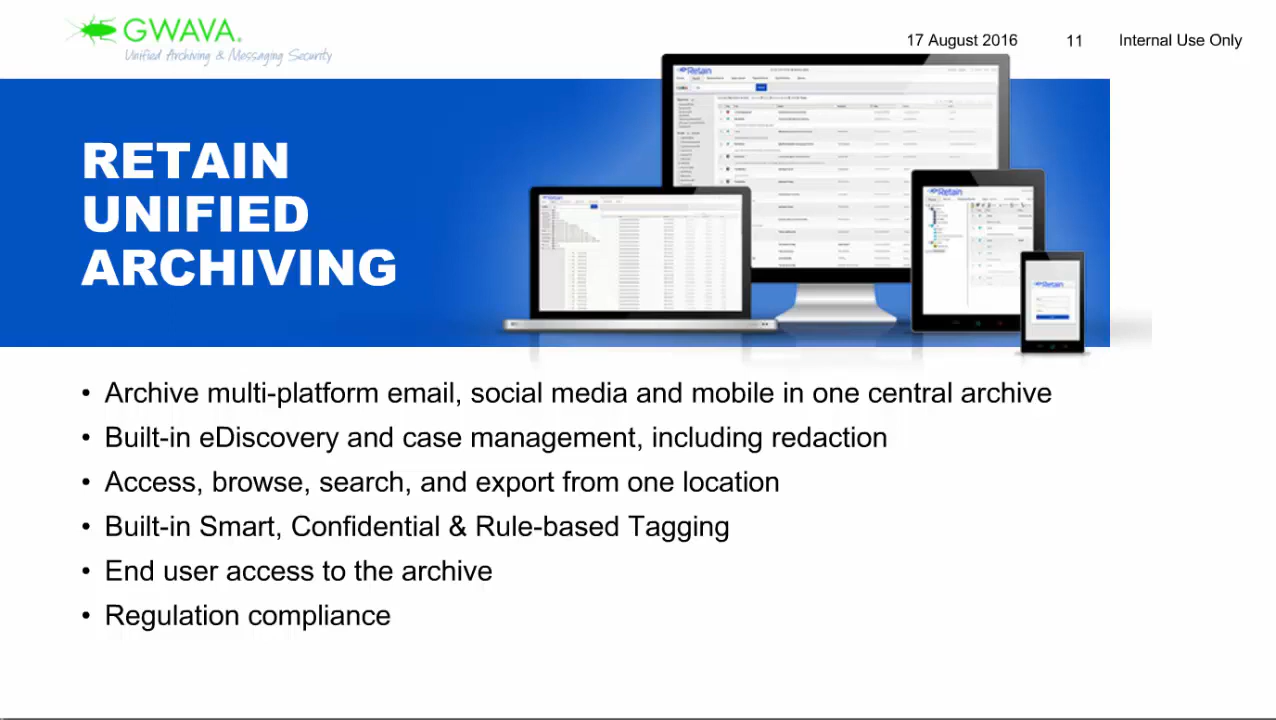 GWAVA.
Unified Archiving & Messaging Security
17 August 2016 11 Internal Use Only
RETAIN
UNIFIED
ARCHIVING
Retain
Retain
Retain
• Archive multi-platform email, social media and mobile in one central archive
• Built-in eDiscovery and case management, including redaction
• Access, browse, search, and export from one location
• Built-in Smart, Confidential & Rule-based Tagging
• End user access to the archive
• Regulation compliance